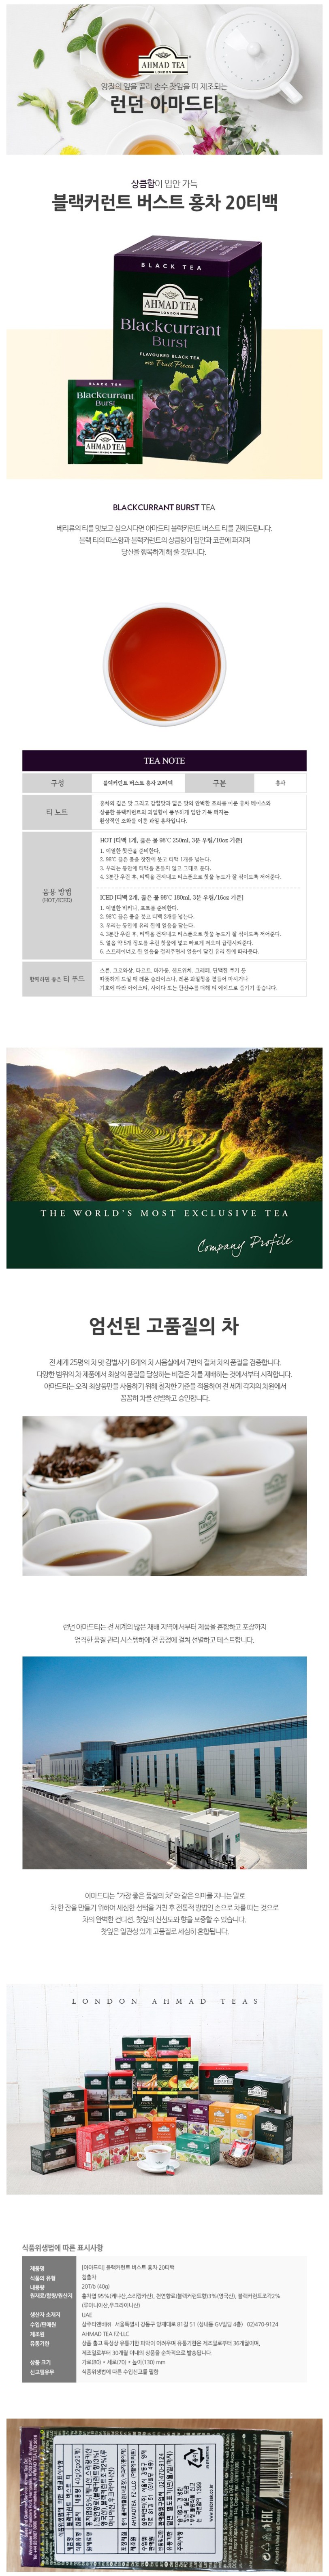 AHMAD TEA
LONDON
양질의 잎을 골라 손수 찻잎을 따 제조되는
런던 아마드티
상큼함이 입안 가득
블랙커런트 버스트 홍차 20티백
BLACK TEA
AHMAD TEA
LONDON
Blackcurrant
Burst
FLAVOURED BLACK TEA
with Fruit Pieces
BLACK TEA
Blackcurrant
Burst
AHMAD TEA
LONDON
BLACKCURRANT BURST TEA
베리류의 티를 맛보고 싶으시다면 아마드티 블랙커런트 버스트 티를 권해드립니다.
블랙 티의 따스함과 블랙커런트의 상큼함이 입안과 코끝에 퍼지며
당신을 행복하게 해 줄 것입니다.
TEA NOTE
구성 블랙커런트 버스트 홍차 20티백 구분 홍차
티 노트
홍차의 깊은 맛 그리고 감칠맛과 떫은 맛의 완벽한 조화를 이룬 홍차 베이스와
상큼한 블랙커런트의 과일향이 풍부하게 입안 가득 퍼지는
환상적인 조화를 이룬 과일 홍차입니다.
음용 방법
(HOT/ICED)
HOT [티백 1개, 끓은 물 98℃ 250ml, 3분 우림/10oz 기준]
1. 예열한 찻잔을 준비한다.
2. 98℃ 끓은 물을 찻잔에 붓고 티백 1개를 넣는다.
3. 우리는 동안에 티백을 흔들지 않고 그대로 둔다.
4. 3분간 우린 후, 티백을 건져내고 티스푼으로 찻물 농도가 잘 섞이도록 저어준다.
ICED [티백 2개, 끓은 물 98℃ 180ml, 3분 우림/16oz 기준]
1. 예열한 비커나, 포트를 준비한다.
2. 98℃ 끓은 물을 붓고 티백 2개를 넣는다.
3. 우리는 동안에 유리 잔에 얼음을 담는다.
4. 3분간 우린 후, 티백을 건져내고 티스푼으로 찻물 농도가 잘 섞이도록 저어준다.
5. 얼음 약 5개 정도를 우린 찻물에 넣고 빠르게 저으며 급랭시켜준다.
6. 스트레이너로 잔 얼음을 걸러주면서 얼음이 담긴 유리 잔에 따라준다.
함께하면 좋은 티 푸드
스콘, 크로와상, 타르트, 마카롱, 샌드위치, 크레페, 담백한 쿠키 등
따뜻하게 드실 때 레몬 슬라이스나, 레몬 과일청을 곁들여 마시거나
기호에 따라 아이스티, 사이다 또는 탄산수를 더해 티 에이드로 즐기기 좋습니다.
THE WORLD'S MOST EXCLUSIVE TEA
Company Profile
엄선된 고품질의 차
전 세계 25명의 차 맛 감별사가 8개의 차 시음실에서 7번의 걸쳐 차의 품질을 검증합니다.
다양한 범위의 차 제품에서 최상의 품질을 달성하는 비결은 차를 재배하는 것에서부터 시작합니다.
아마드티는 오직 최상품만을 사용하기 위해 철저한 기준을 적용하여 전 세계 각지의 차원에서
꼼꼼히 차를 선별하고 승인합니다.
런던 아마드티는 전 세계의 많은 재배 지역에서부터 제품을 혼합하고 포장까지
엄격한 품질 관리 시스템하에 전 공정에 걸쳐 선별하고 테스트합니다.
아마드티는 "가장 좋은 품질의 차"와 같은 의미를 지니는 말로
차 한 잔을 만들기 위하여 세심한 선택을 거친 후 전통적 방법인 손으로 차를 따는 것으로
차의 완벽한 컨디션, 찻잎의 신선도와 향을 보증할 수 있습니다.
찻잎은 일관성 있게 고품질로 세심히 혼합됩니다.
LONDON AHMAD TEAS
식품위생법에 따른 표시사항
제품명 [아마드티] 블랙커런트 버스트 홍차 20티백
식품의 유형 침출차
내용량 20T/b (40g)
원재료/함량/원산지 홍차엽 95%(케냐산,스리랑카산), 천연향료(블랙커런트향)3%(영국산), 블랙커런트조각2%
(루마니아산,우크라이나산)
생산자 소재지 UAE
수입/판매원 삼주티앤에프 서울특별시 강동구 양재대로 81길 51 (성내동 GV빌딩 4층) 02)470-9124
제조원 AHMAD TEA FZ-LLC
유통기한 상품 출고 특성상 유통기한 파악이 어려우며 유통기한은 제조일로부터 36개월이며,
제조일로부터 30개월 이내의 상품을 순차적으로 발송됩니다.
상품 크기 가로(80) * 세로(70) * 높이(130) mm
신고필유무 식품위생법에 따른 수입신고를 필함